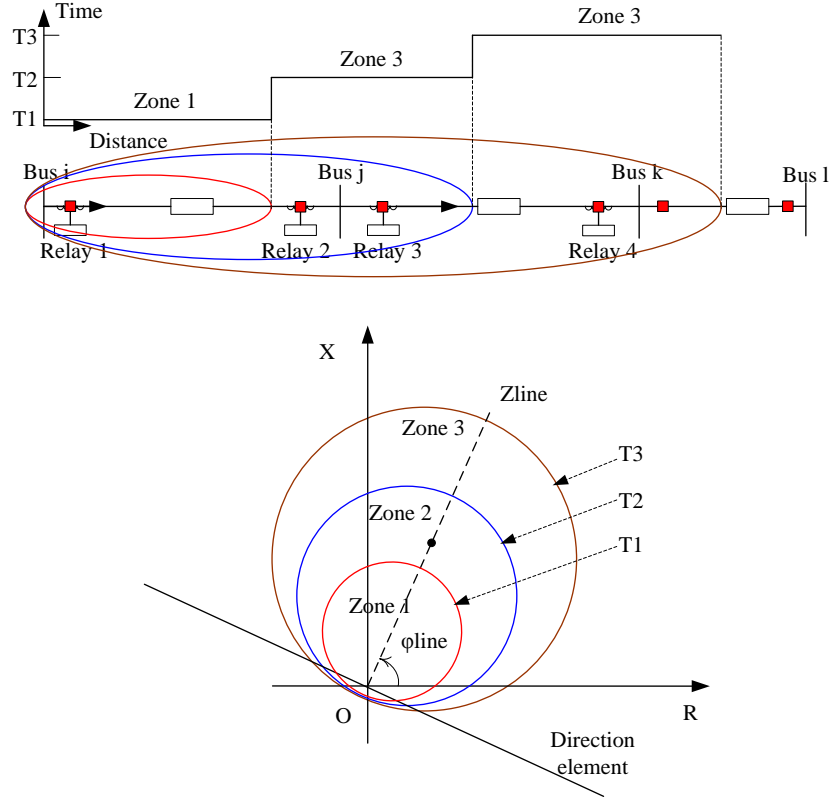 Time
T3
Zone 3
T2
Zone 3
Zone 1
T1
Distance
Bus i
Bus j
Bus k
Bus l
Relay 1
Relay 2
Relay 3
Relay 4
X
Zline
Zone 3
T3
T2
Zone 2
T1
Zone 1
φline
O
R
Direction
element